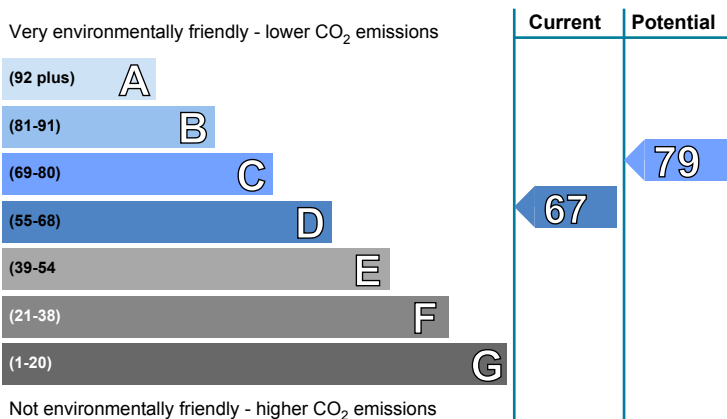 Very environmentally friendly - lower CO2 emissions
Current
Potential
(92 plus) A
(81-91) B
(69-80) C
79
(55-68) D
67
(39-54 E
(21-38) F
(1-20) G
Not environmentally friendly - higher CO2 emissions